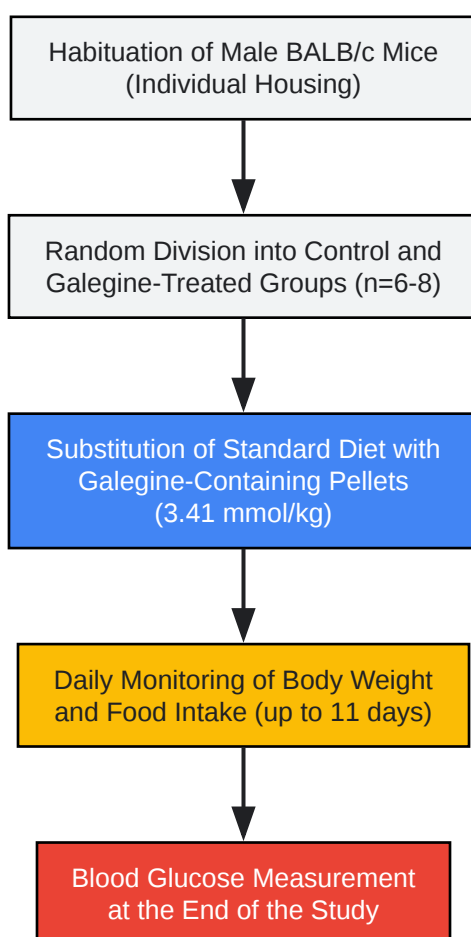 Habituation of Male BALB/c Mice
(Individual Housing)
Random Division into Control and
Galegine-Treated Groups (n=6-8)
Substitution of Standard Diet with
Galegine-Containing Pellets
(3.41 mmol/kg)
Daily Monitoring of Body Weight
and Food Intake (up to 11 days)
Blood Glucose Measurement
at the End of the Study